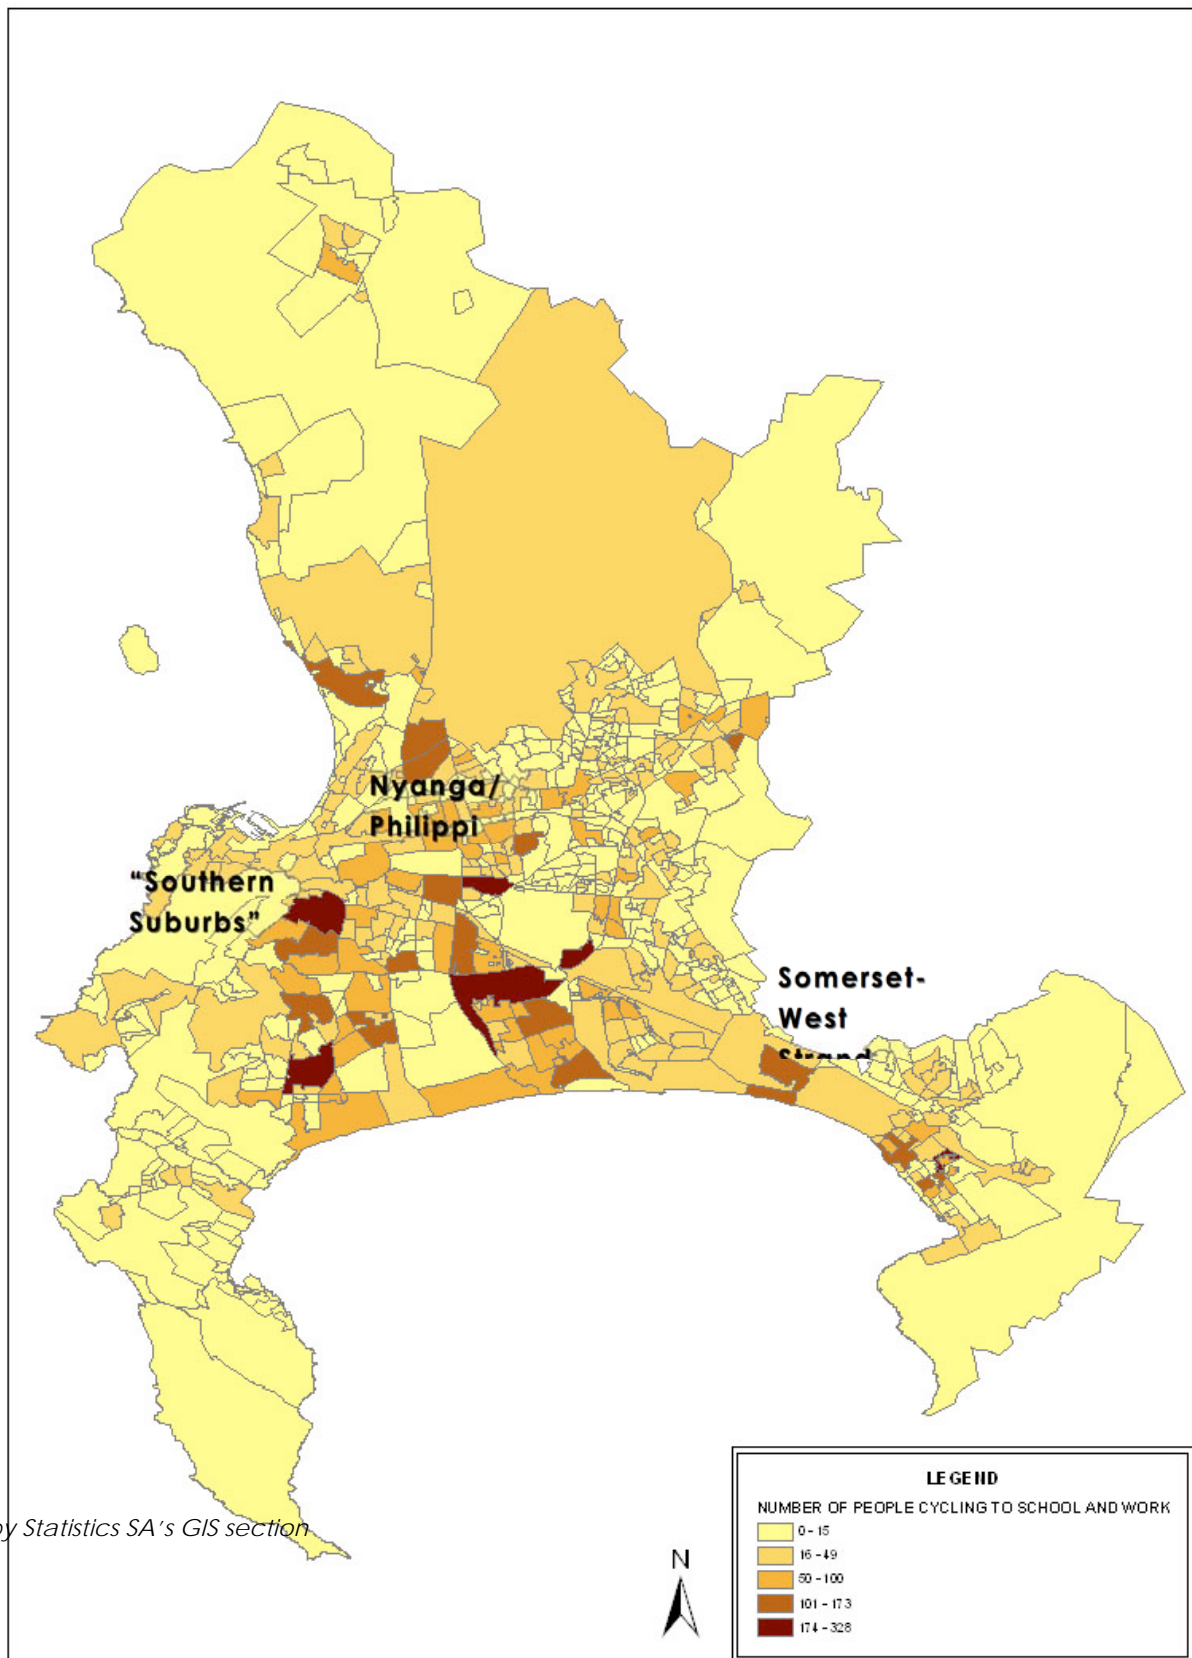 Nyanga/
Philippi
“Southern
Suburbs”
Somerset-
West
Strand
by Statistics SA's GIS section
N
LEGEND
NUMBER OF PEOPLE CYCLING TO SCHOOL AND WORK
0 - 15
16 - 49
50 - 100
101 - 173
174 - 328